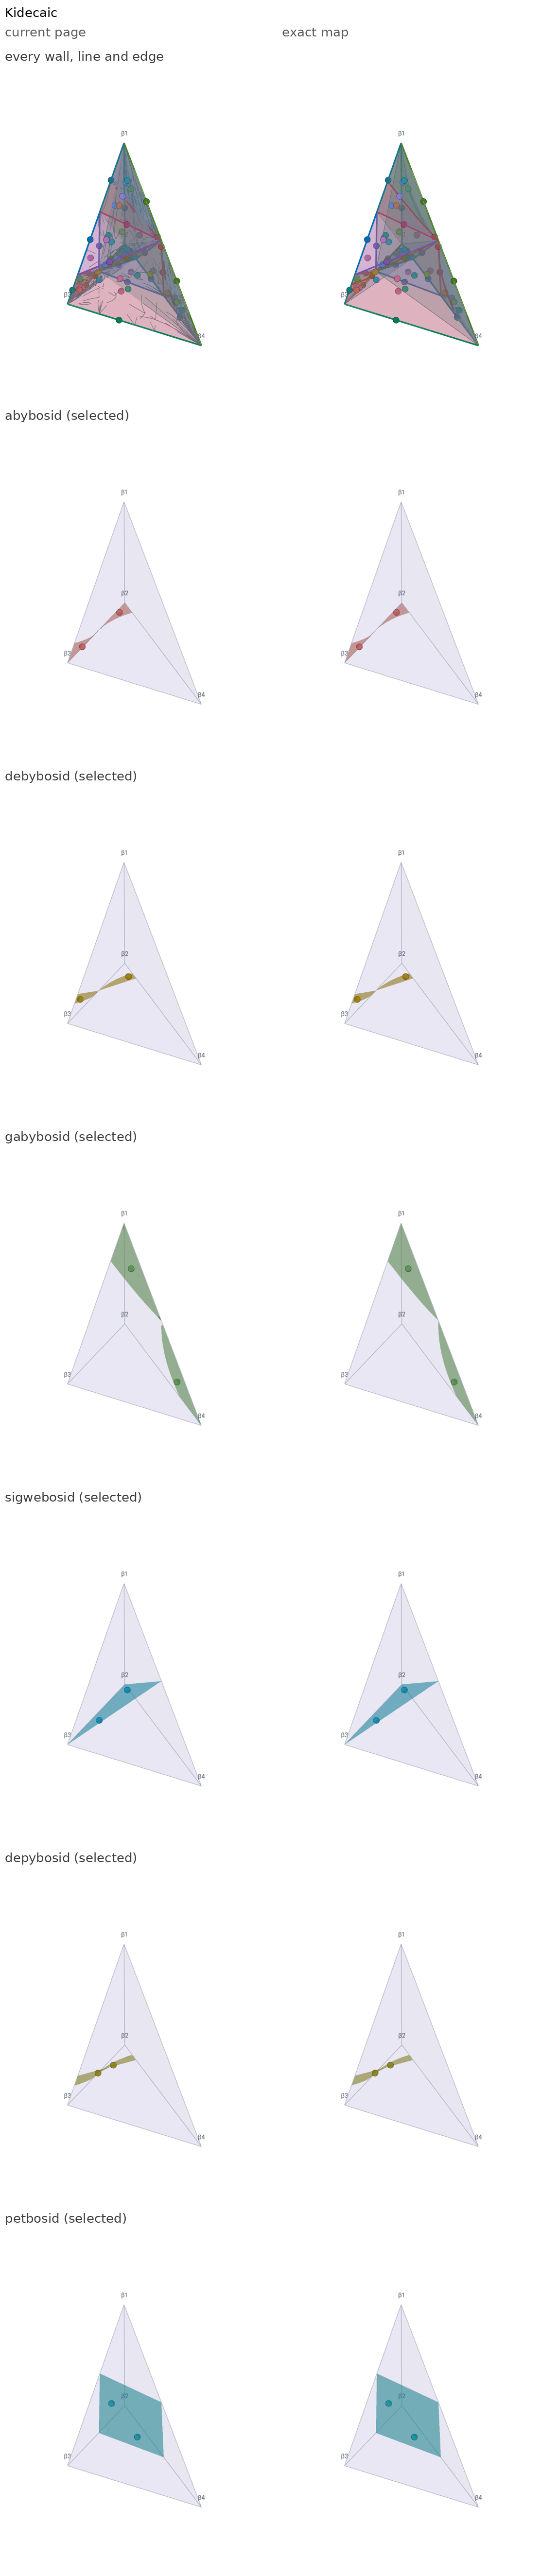 Kidecaic
current page exact map
every wall, line and edge
β1 β1
β3 β3
β4 β4
abybosid (selected)
β1 β1
β2 β2
β3 β3
β4 β4
debybosid (selected)
β1 β1
β2 β2
β3 β3
β4 β4
gabybosid (selected)
β1 β1
β2 β2
β3 β3
β4 β4
sigwebosid (selected)
β1 β1
β2 β2
β3 β3
β4 β4
depybosid (selected)
β1 β1
β2 β2
β3 β3
β4 β4
petbosid (selected)
β1 β1
β2 β2
β3 β3
β4 β4